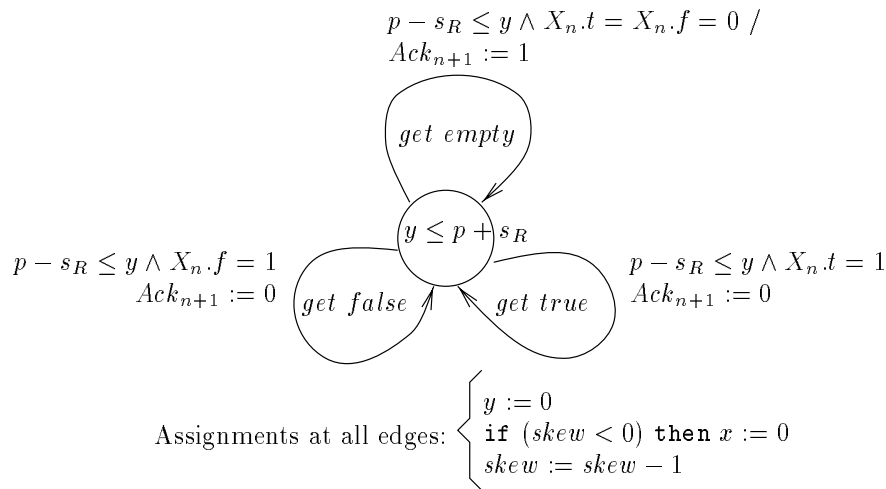 p − s_R ≤ y ∧ X_n.t = X_n.f = 0 /
Ack_{n+1} := 1
get empty
y ≤ p + s_R
p − s_R ≤ y ∧ X_n.f = 1
Ack_{n+1} := 0
get false
get true
p − s_R ≤ y ∧ X_n.t = 1
Ack_{n+1} := 0
Assignments at all edges:
y := 0
if (skew < 0) then x := 0
skew := skew − 1